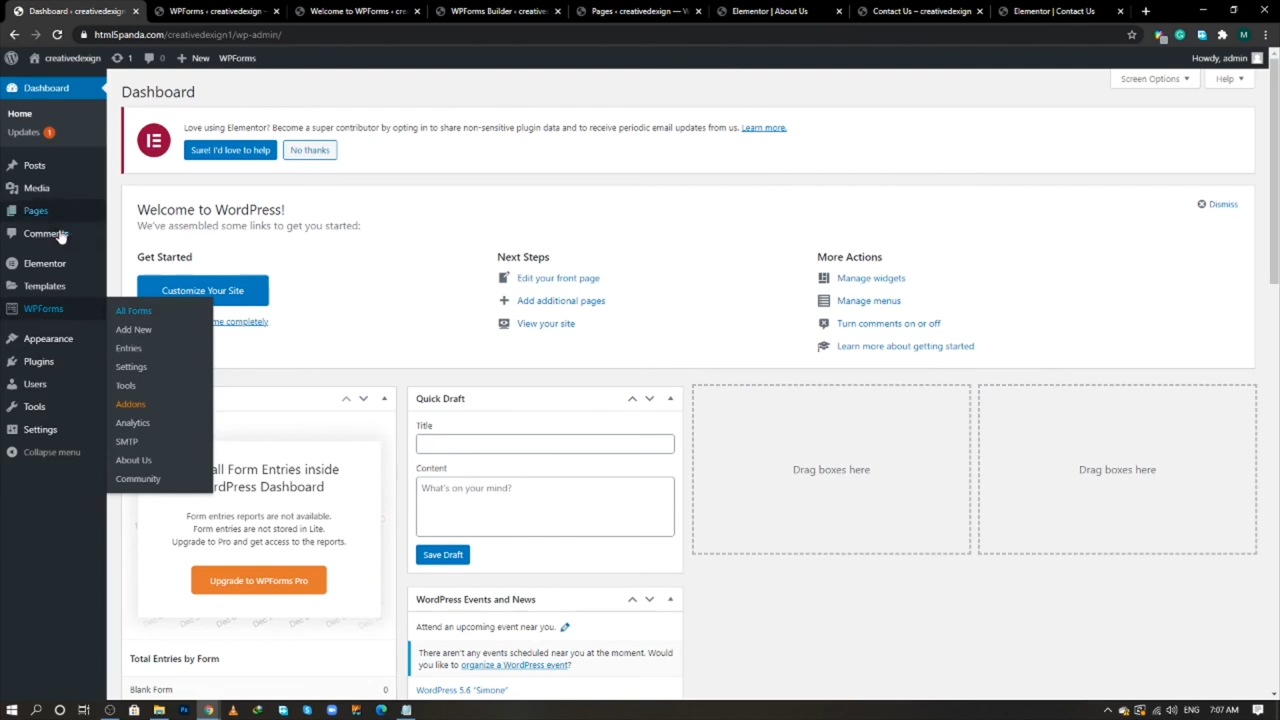 Dashboard ‹ creativedesig
WPForms ‹ creativedesign —
Welcome to WPForms ‹ crea
WPForms Builder ‹ creative
Pages ‹ creativedesign — W
Elementor | About Us
Contact Us – creativedesign
Elementor | Contact Us
html5panda.com/creativedesign1/wp-admin/
M
creativedesign
1
0
New
WPForms
Howdy, admin
Dashboard
Home
Updates 1
Posts
Media
Pages
Comments
Elementor
Templates
WPForms
Appearance
Plugins
Users
Tools
Settings
Collapse menu
All Forms
Add New
Entries
Settings
Tools
Addons
Analytics
SMTP
About Us
Community
Screen Options
Help
Dashboard
Love using Elementor? Become a super contributor by opting in to share non-sensitive plugin data and to receive periodic email updates from us. Learn more.
Sure! I'd love to help
No thanks
Welcome to WordPress!
We've assembled some links to get you started:
Dismiss
Get Started
Customize Your Site
me completely
Next Steps
Edit your front page
Add additional pages
View your site
More Actions
Manage widgets
Manage menus
Turn comments on or off
Learn more about getting started
all Form Entries inside
rdPress Dashboard
Form entries reports are not available.
Form entries are not stored in Lite.
Upgrade to Pro and get access to the reports.
Upgrade to WPForms Pro
Total Entries by Form
Blank Form
0
Quick Draft
Title
Content
What's on your mind?
Save Draft
WordPress Events and News
Attend an upcoming event near you.
There aren't any events scheduled near you at the moment. Would
you like to organize a WordPress event?
WordPress 5.6 "Simone"
Drag boxes here
Drag boxes here
ENG
7:07 AM